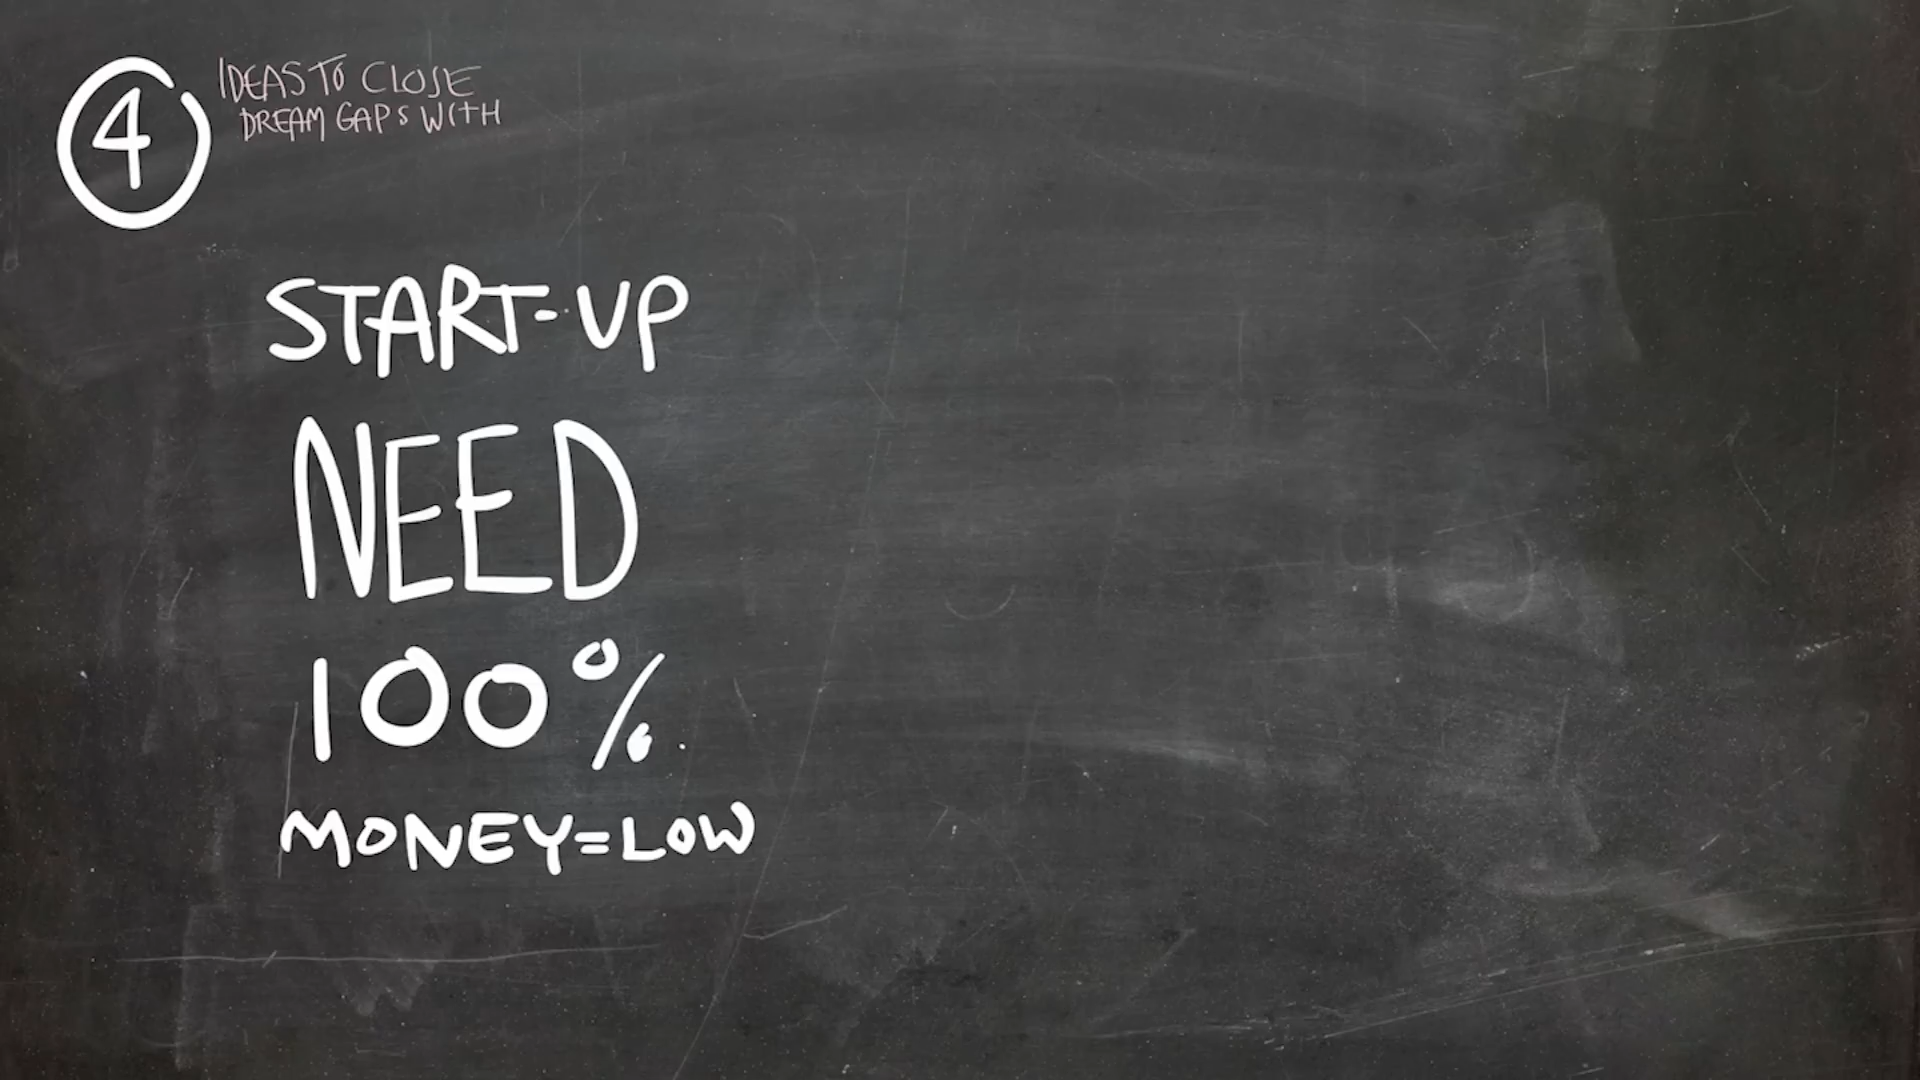 4
IDEAS TO CLOSE
DREAM GAPS WITH
START-UP
NEED
100%
MONEY=LOW